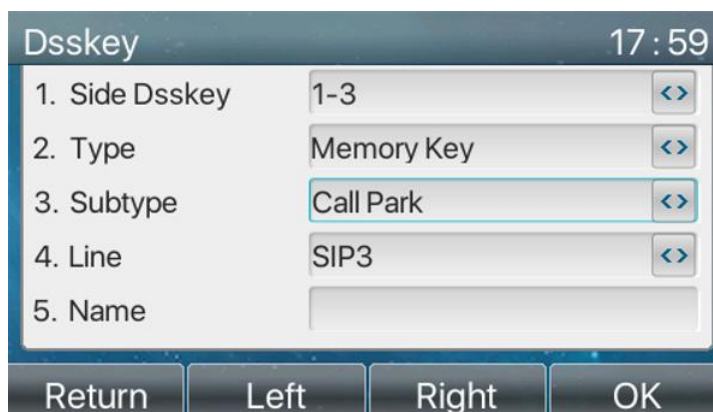 Dsskey 17:59
1. Side Dsskey 1-3
2. Type Memory Key
3. Subtype Call Park
4. Line SIP3
5. Name
Return Left Right OK